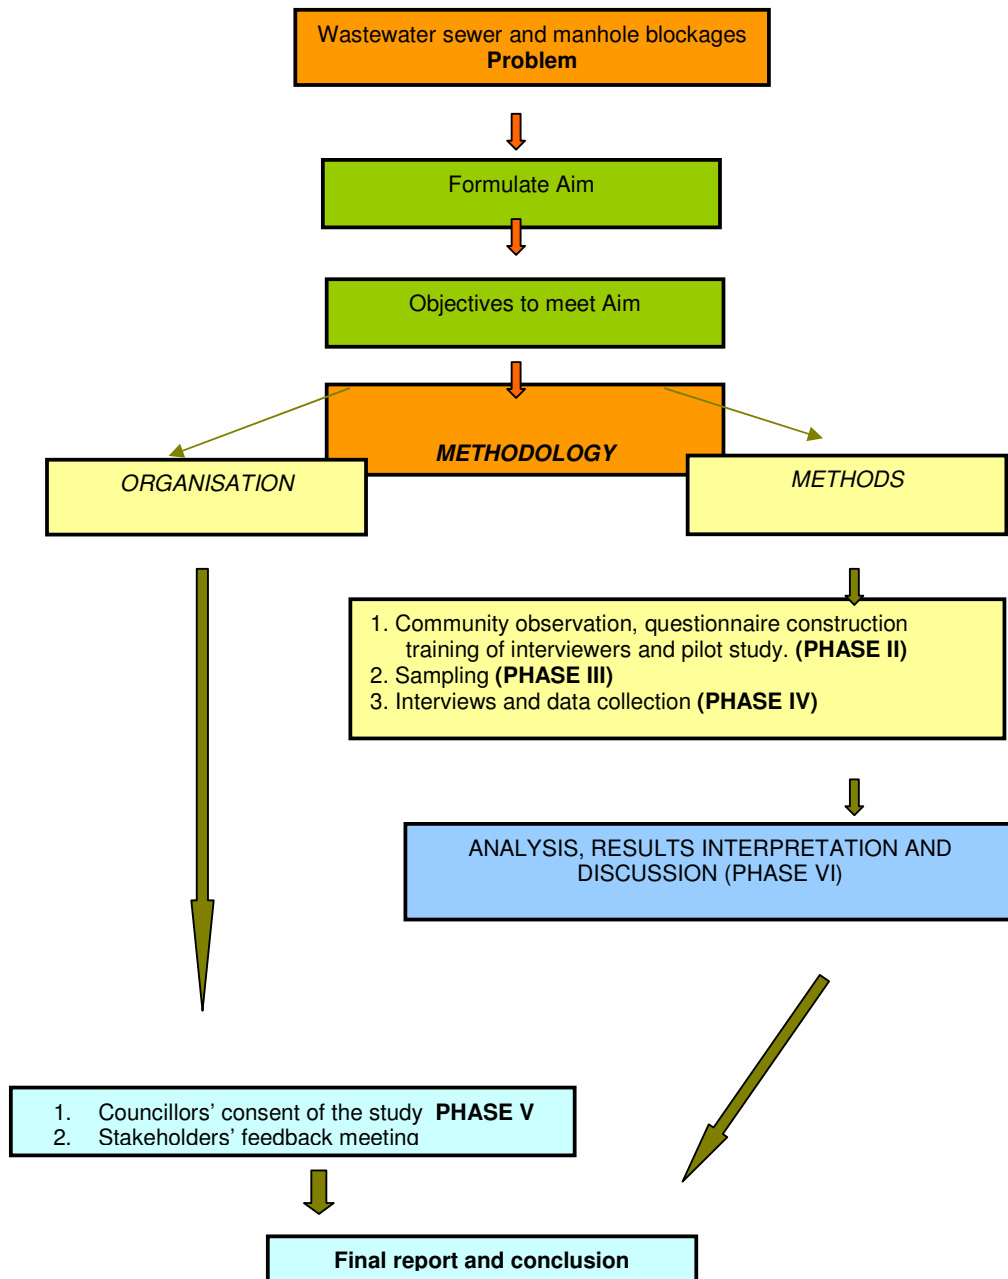 Wastewater sewer and manhole blockages
Problem
Formulate Aim
Objectives to meet Aim
METHODOLOGY
ORGANISATION
METHODS
1. Community observation, questionnaire construction
training of interviewers and pilot study. (PHASE II)
2. Sampling (PHASE III)
3. Interviews and data collection (PHASE IV)
ANALYSIS, RESULTS INTERPRETATION AND
DISCUSSION (PHASE VI)
1. Councillors’ consent of the study PHASE V
2. Stakeholders’ feedback meeting
Final report and conclusion